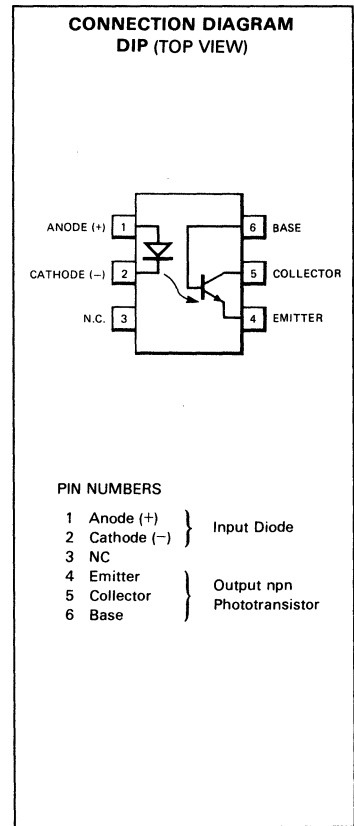 CONNECTION DIAGRAM
DIP (TOP VIEW)
ANODE (+) 1
6 BASE
CATHODE (−) 2
5 COLLECTOR
N.C. 3
4 EMITTER
PIN NUMBERS
1 Anode (+)
2 Cathode (−)
Input Diode
3 NC
4 Emitter
5 Collector
6 Base
Output npn
Phototransistor